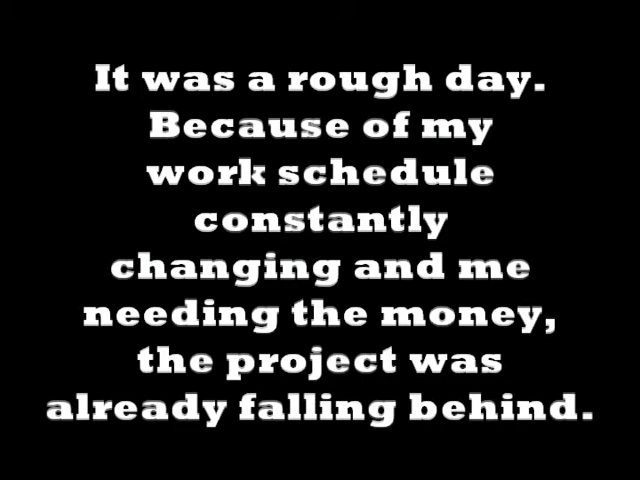 It was a rough day.
Because of my
work schedule
constantly
changing and me
needing the money,
the project was
already falling behind.